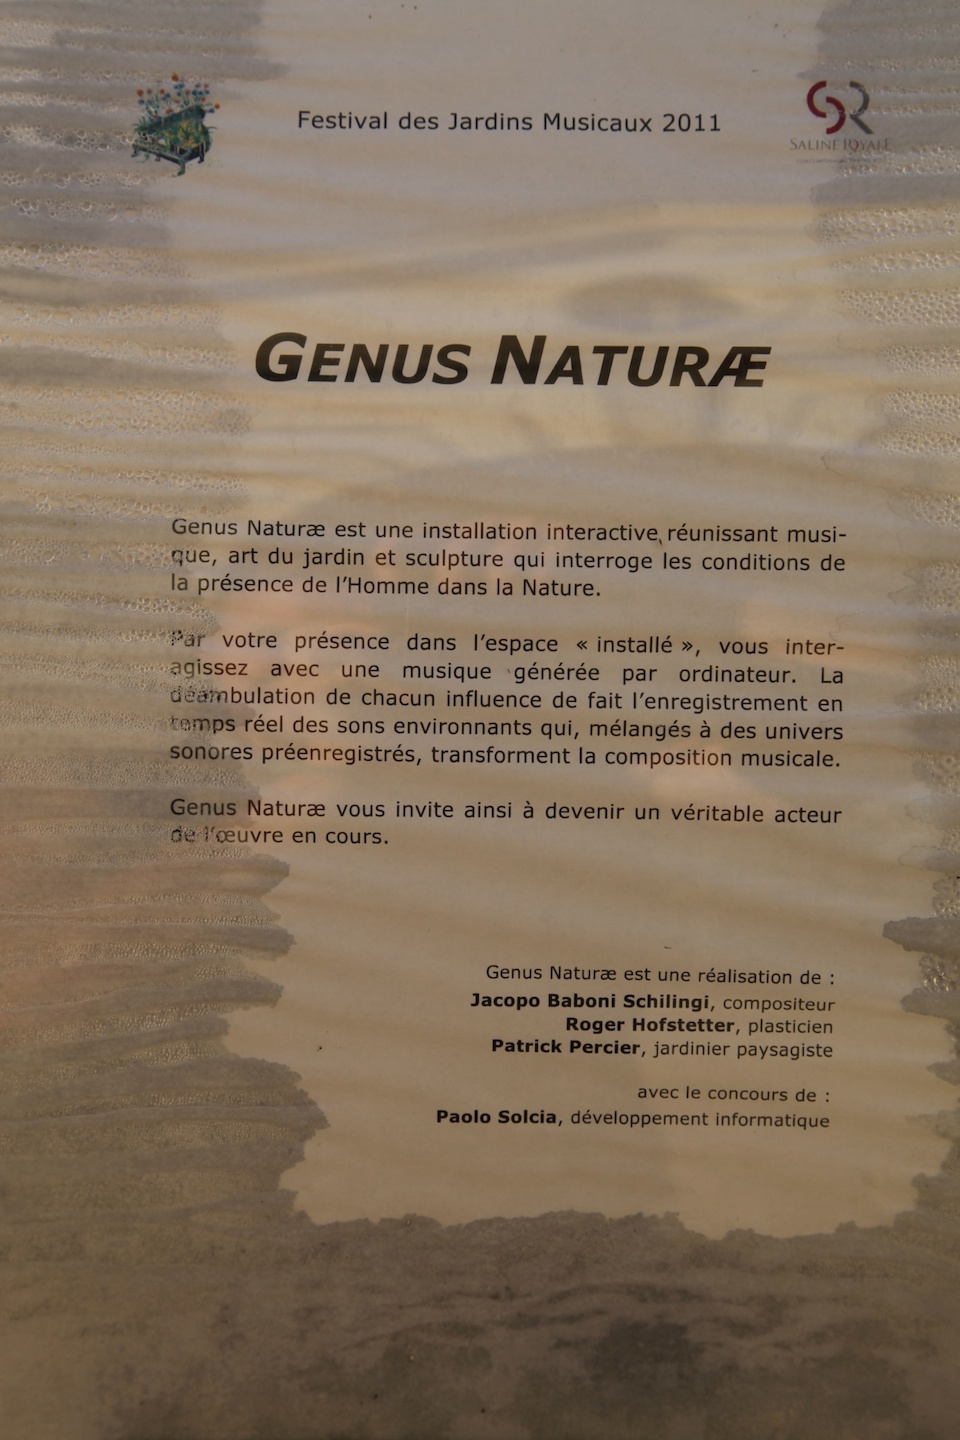 Festival des Jardins Musicaux 2011
SALINE ROYALE
GENUS NATURÆ
Genus Naturæ est une installation interactive réunissant musi-
que, art du jardin et sculpture qui interroge les conditions de
la présence de l'Homme dans la Nature.
Par votre présence dans l'espace « installé », vous inter-
agissez avec une musique générée par ordinateur. La
déambulation de chacun influence de fait l'enregistrement en
temps réel des sons environnants qui, mélangés à des univers
sonores préenregistrés, transforment la composition musicale.
Genus Naturæ vous invite ainsi à devenir un véritable acteur
de l'œuvre en cours.
Genus Naturæ est une réalisation de :
Jacopo Baboni Schilingi, compositeur
Roger Hofstetter, plasticien
Patrick Percier, jardinier paysagiste
avec le concours de :
Paolo Solcia, développement informatique